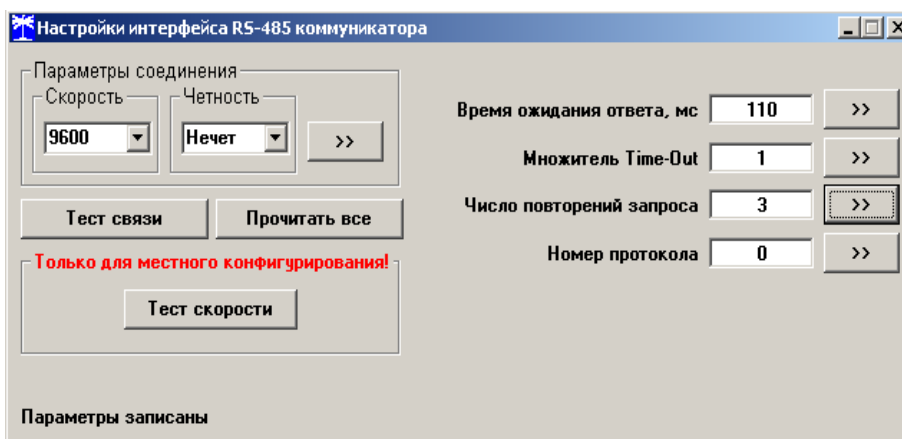 Настройки интерфейса RS-485 коммуникатора
Параметры соединения
Скорость
Четность
9600
Нечет
>>
Время ожидания ответа, мс 110 >>
Множитель Time-Out 1 >>
Число повторений запроса 3 >>
Номер протокола 0 >>
Тест связи
Прочитать все
Только для местного конфигурирования!
Тест скорости
Параметры записаны